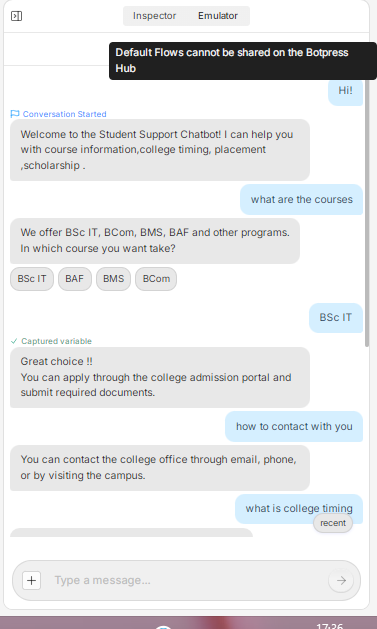 Inspector Emulator
Default Flows cannot be shared on the Botpress
Hub
Hi!
Conversation Started
Welcome to the Student Support Chatbot! I can help you
with course information,college timing, placement
,scholarship .
what are the courses
We offer BSc IT, BCom, BMS, BAF and other programs.
In which course you want take?
BSc IT BAF BMS BCom
BSc IT
Captured variable
Great choice !!
You can apply through the college admission portal and
submit required documents.
how to contact with you
You can contact the college office through email, phone,
or by visiting the campus.
what is college timing
recent
Type a message...
17:26